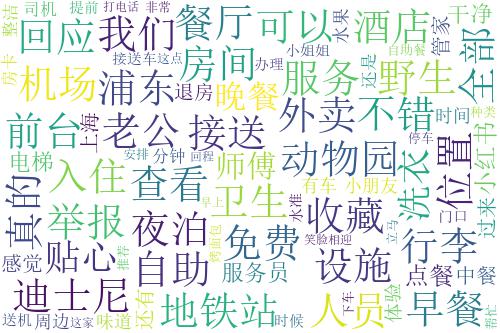 司机 提前 打电话 非常
整洁 回应 我们 餐厅 可以 酒店 干净
水果 管家 全部
小姐姐 自助餐
接送车 这点 办理 还是
房卡 机场 浦东 房间 服务 野生
退房 晚餐 外卖 不错 时间 种类
前台 上海 老公 接送 停车
电梯 安排 分钟 回程 师傅 动物园 位置 小红书
真的 入住 查看 卫生 有车 小朋友 洗衣 过来
举报 早上 水准 收藏 口口
感觉 贴心 推荐 夜泊 烤面包 免费 笑脸相迎 立马 行李
自助 服务员 设施 点餐 中餐
迪士尼 还有 地铁站 下车 人员 体验 早餐
送机 周边 这家 味道 时候 帮忙